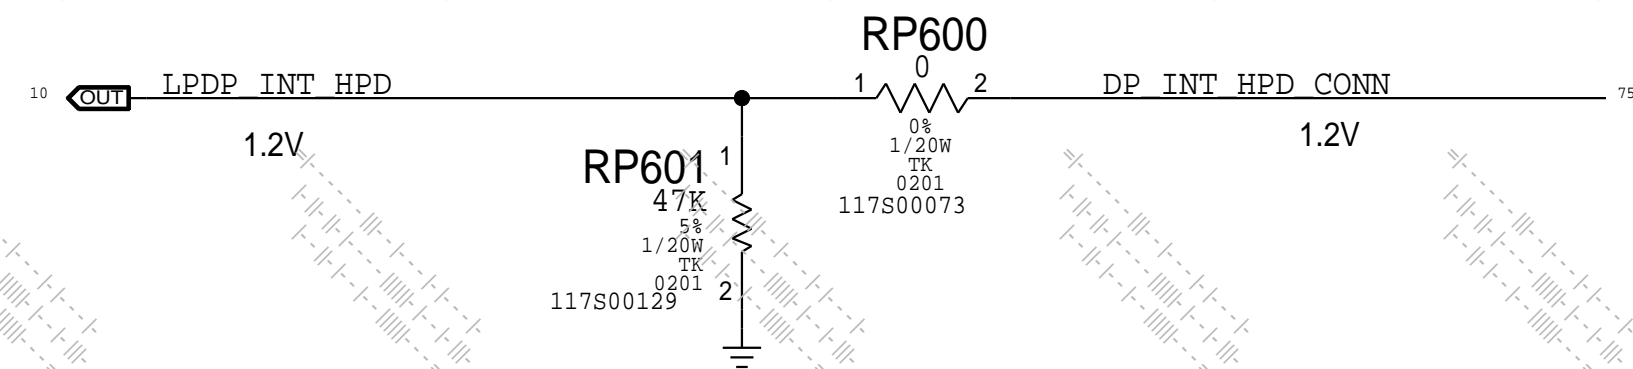 RP600
0
10 OUT LPDP_INT_HPD
1 2
DP_INT_HPD_CONN 75
1.2V
0%
1/20W
TK
0201
117S00073
1.2V
RP601 1
47K
5%
1/20W
TK
0201
2
117S00129